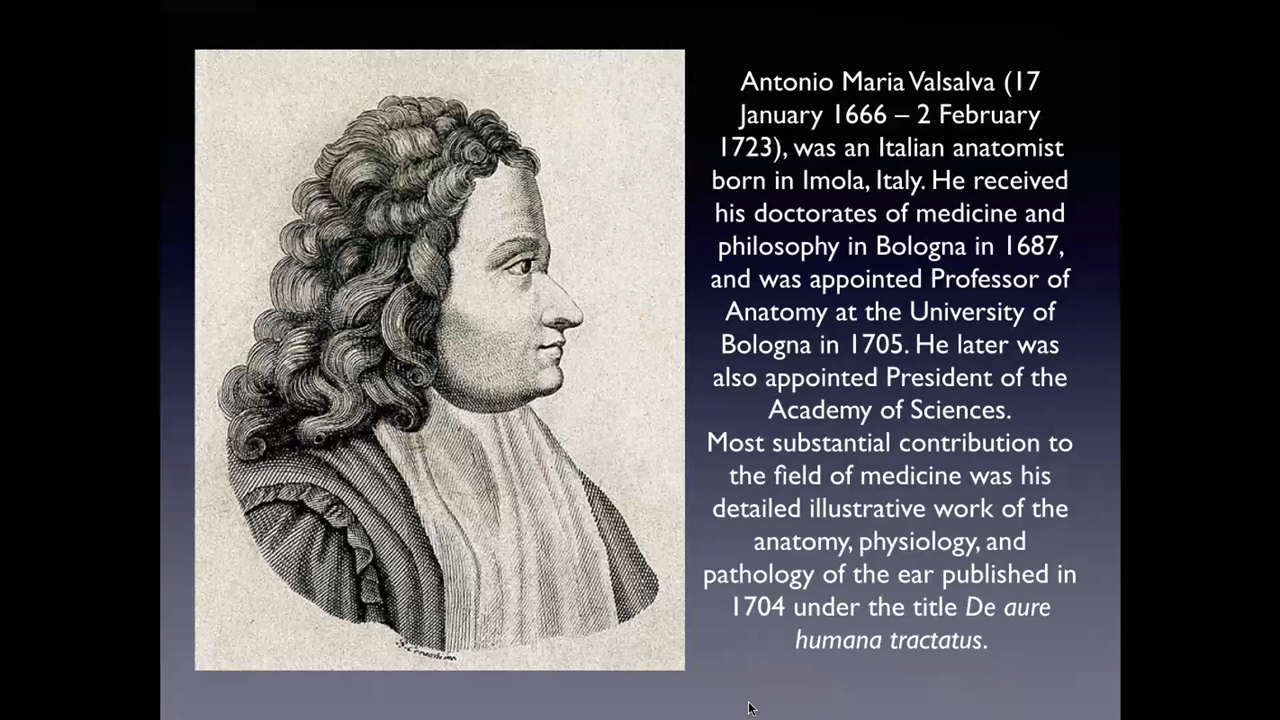 Antonio Maria Valsalva (17
January 1666 – 2 February
1723), was an Italian anatomist
born in Imola, Italy. He received
his doctorates of medicine and
philosophy in Bologna in 1687,
and was appointed Professor of
Anatomy at the University of
Bologna in 1705. He later was
also appointed President of the
Academy of Sciences.
Most substantial contribution to
the field of medicine was his
detailed illustrative work of the
anatomy, physiology, and
pathology of the ear published in
1704 under the title De aure
humana tractatus.